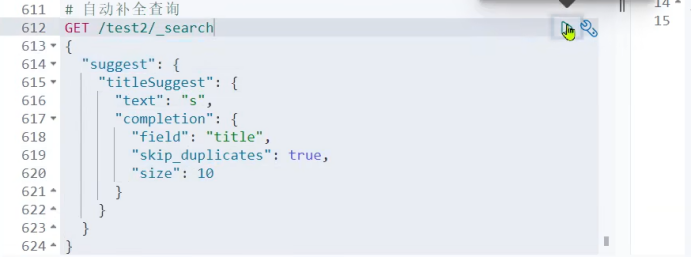 611 # 自动补全查询
612 GET /test2/_search
613 {
614 "suggest": {
615 "titleSuggest": {
616 "text": "s",
617 "completion": {
618 "field": "title",
619 "skip_duplicates": true,
620 "size": 10
621 }
622 }
623 }
624 }
14
15